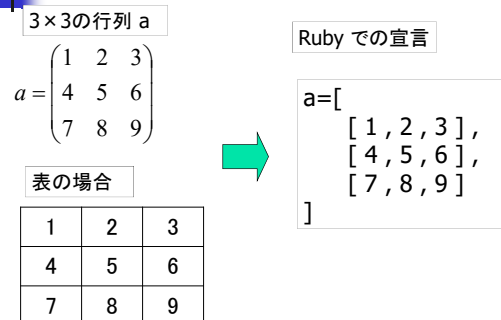 3×3の行列 a
a = (1 2 3
4 5 6
7 8 9)
表の場合
1 2 3
4 5 6
7 8 9
Ruby での宣言
a=[
[ 1 , 2 , 3 ] ,
[ 4 , 5 , 6 ] ,
[ 7 , 8 , 9 ]
]